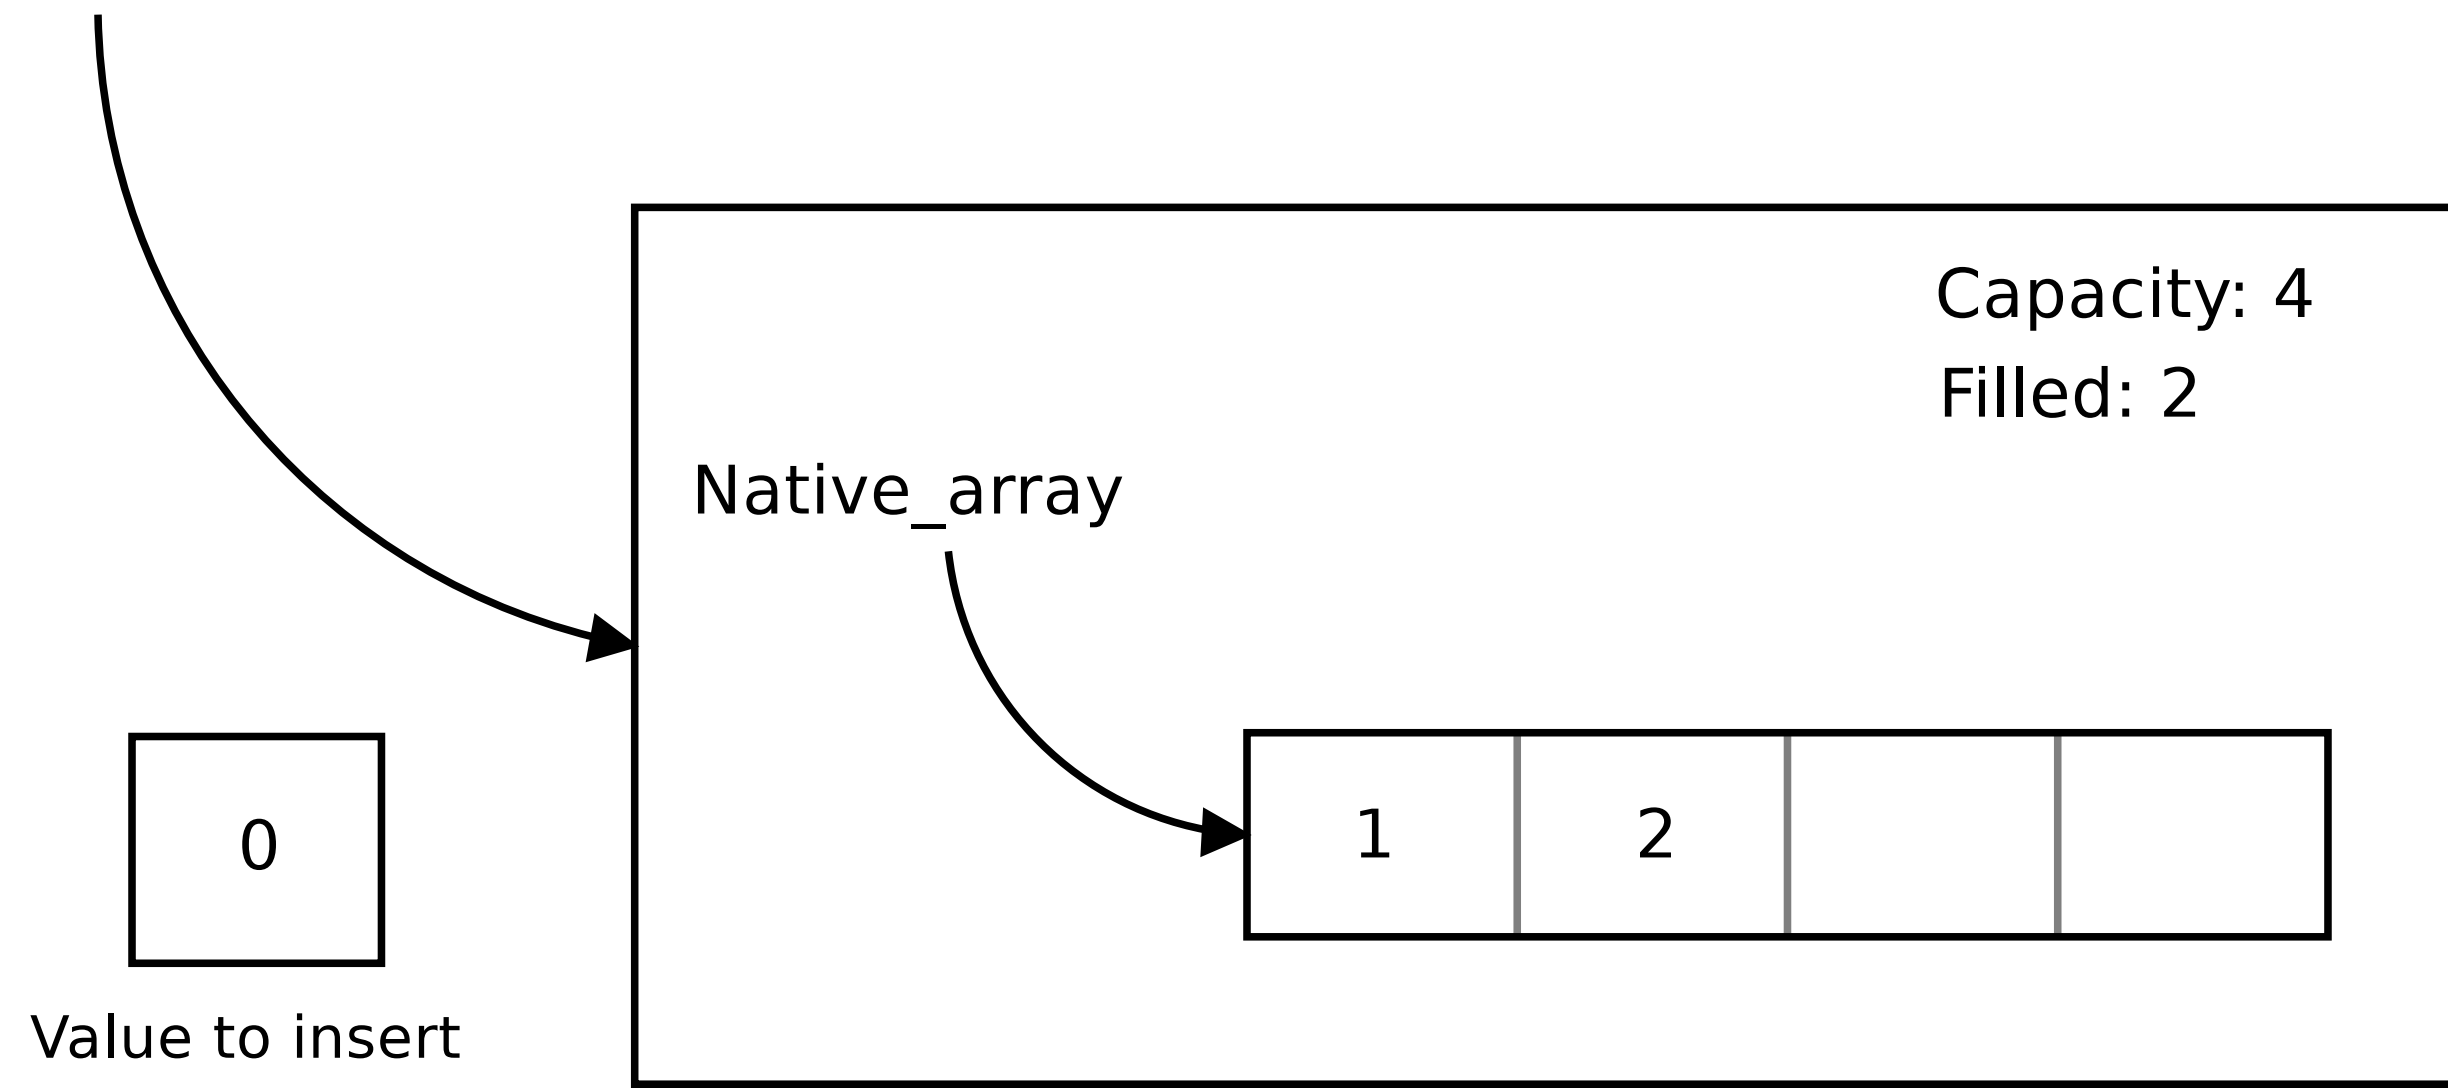 Capacity: 4
Filled: 2
Native_array
1 2
0
Value to insert